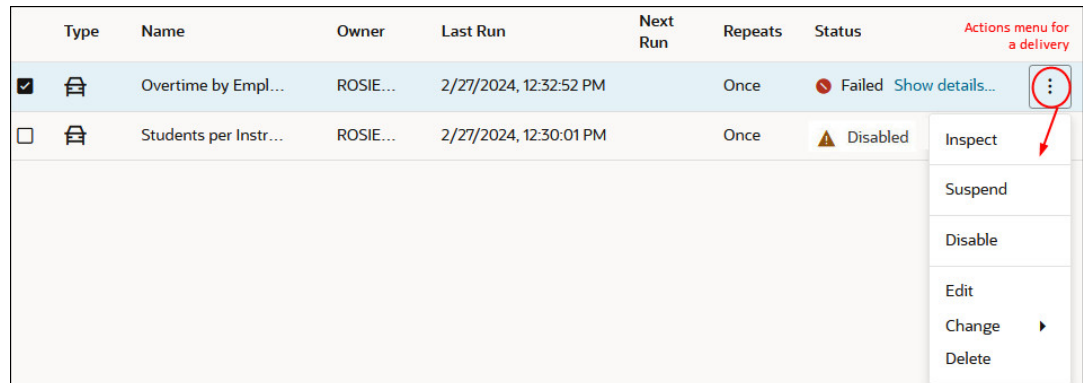 Type Name Owner Last Run Next Run Repeats Status Actions menu for a delivery
Overtime by Empl... ROSIE... 2/27/2024, 12:32:52 PM Once Failed Show details...
Students per Instr... ROSIE... 2/27/2024, 12:30:01 PM Once Disabled
Inspect
Suspend
Disable
Edit
Change
Delete